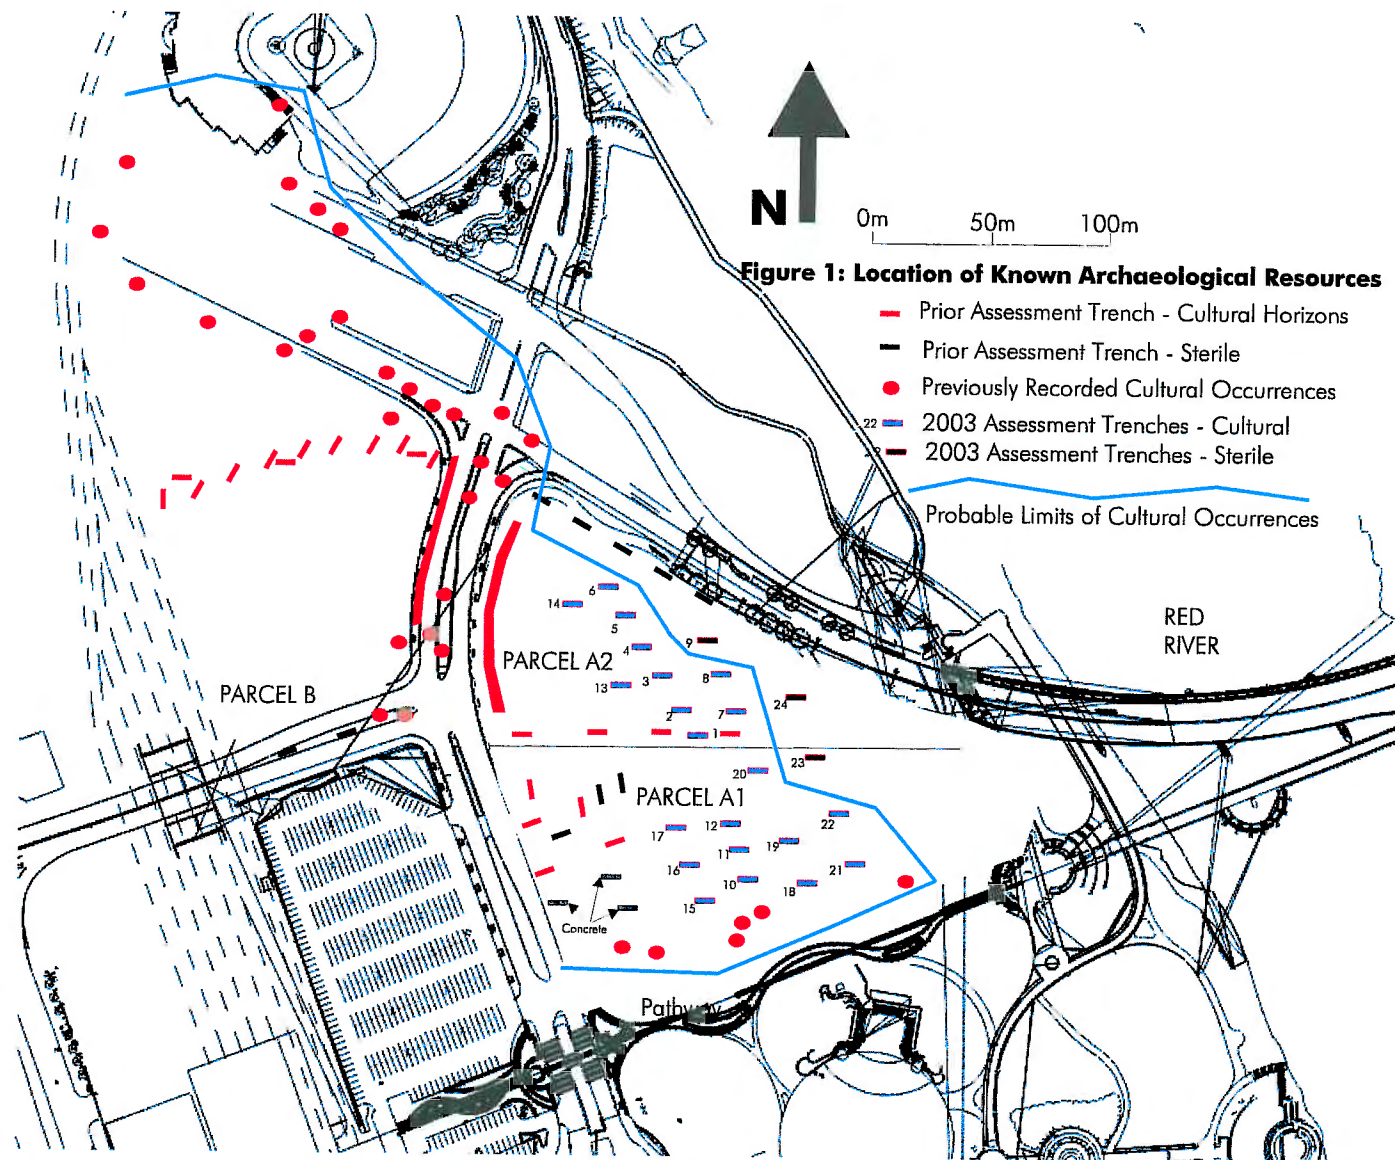 N
0m 50m 100m
Figure 1: Location of Known Archaeological Resources
Prior Assessment Trench - Cultural Horizons
Prior Assessment Trench - Sterile
Previously Recorded Cultural Occurrences
22 2003 Assessment Trenches - Cultural
2003 Assessment Trenches - Sterile
Probable Limits of Cultural Occurrences
RED
RIVER
6
14
5
4
9
PARCEL A2
3
8
13
PARCEL B
24
2
7
1
23
20
PARCEL A1
22
12
17
19
11
16
21
10
18
15
Concrete
Pathway